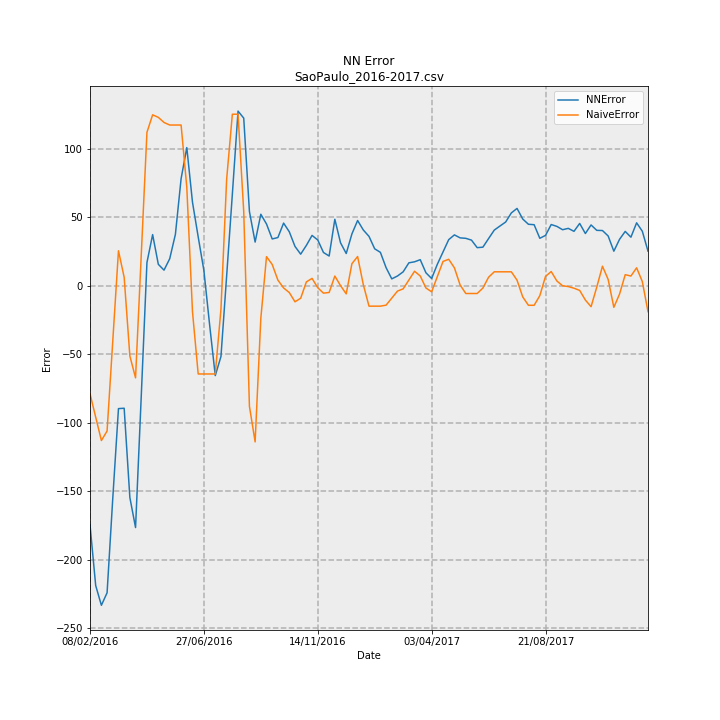 NN Error
SaoPaulo_2016-2017.csv
NNError
NaiveError
100
50
0
−50
−100
−150
−200
−250
Error
08/02/2016
27/06/2016
14/11/2016
03/04/2017
21/08/2017
Date